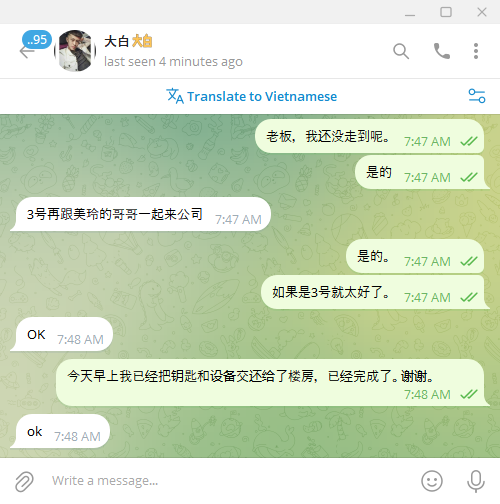 ..95
大白 大白
last seen 4 minutes ago
Translate to Vietnamese
老板，我还没走到呢。 7:47 AM
是的 7:47 AM
3号再跟美玲的哥哥一起来公司 7:47 AM
是的。 7:47 AM
如果是3号就太好了。 7:47 AM
OK 7:48 AM
今天早上我已经把钥匙和设备交还给了楼房，已经完成了。谢谢。
7:48 AM
ok 7:48 AM
Write a message...